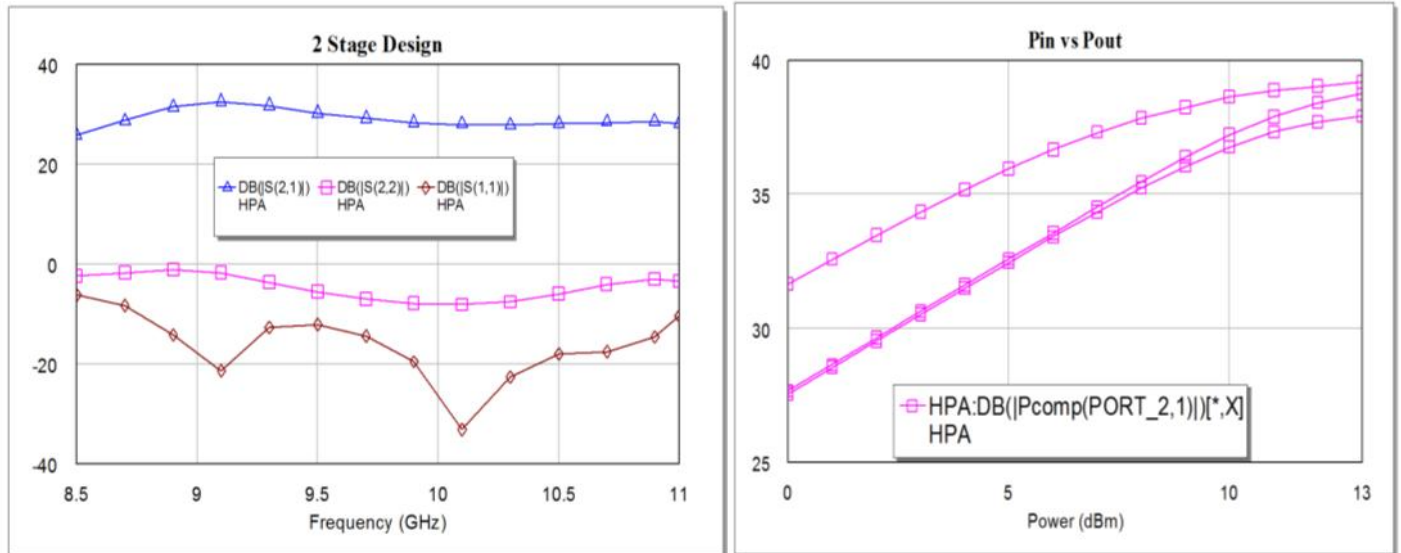 2 Stage Design
40
20
0
-20
-40
DB(|S(2,1)|)
HPA
DB(|S(2,2)|)
HPA
DB(|S(1,1)|)
HPA
8.5 9 9.5 10 10.5 11
Frequency (GHz)
Pin vs Pout
40
35
30
25
HPA:DB(|Pcomp(PORT_2,1)|)[*,X]
HPA
0 5 10 13
Power (dBm)